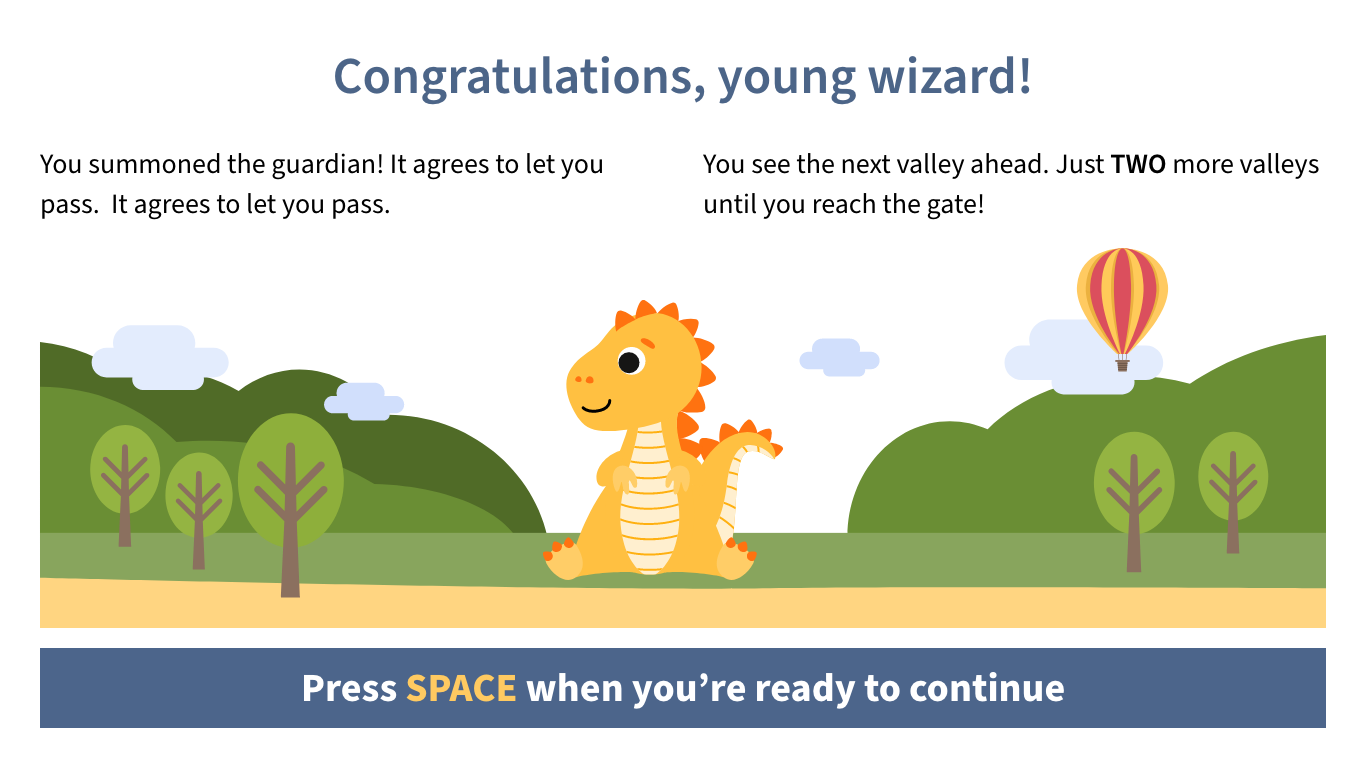 Congratulations, young wizard!
You summoned the guardian! It agrees to let you
pass.  It agrees to let you pass.
You see the next valley ahead. Just TWO more valleys
until you reach the gate!
Press SPACE when you’re ready to continue